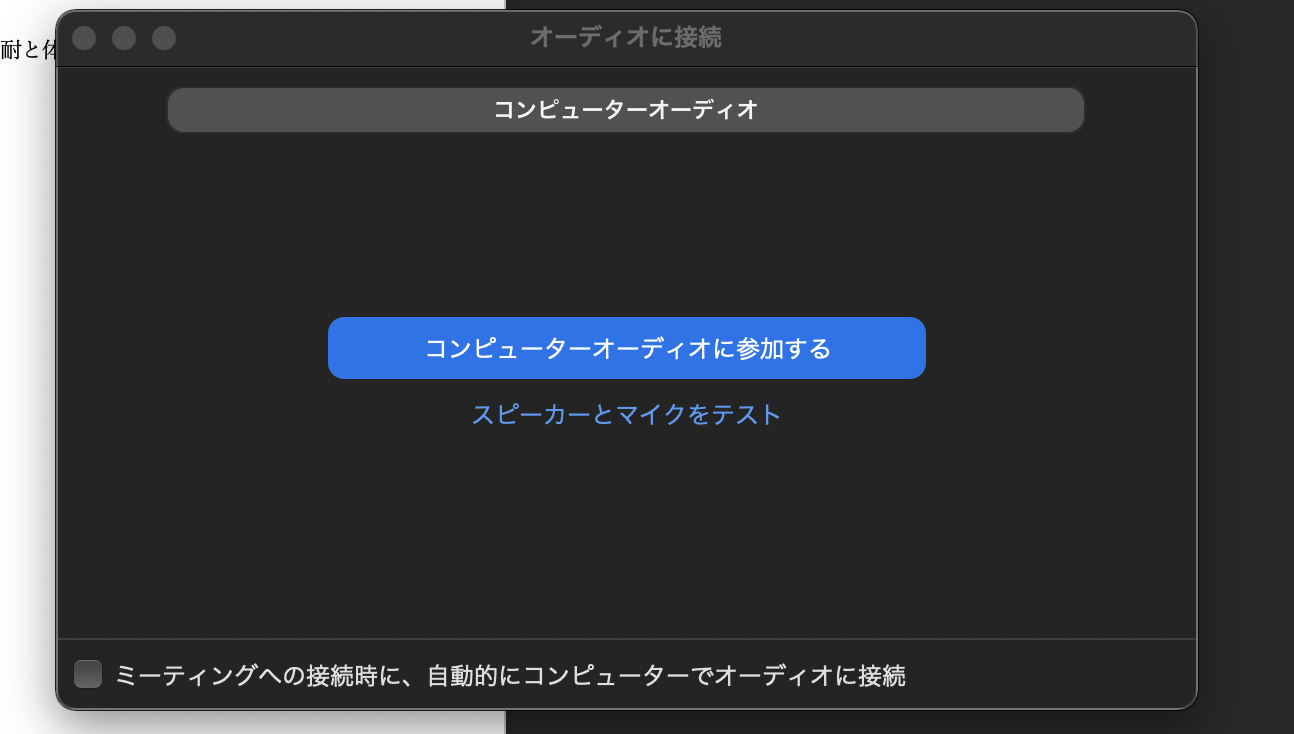 耐と体
オーディオに接続
コンピューターオーディオ
コンピューターオーディオに参加する
スピーカーとマイクをテスト
ミーティングへの接続時に、自動的にコンピューターでオーディオに接続